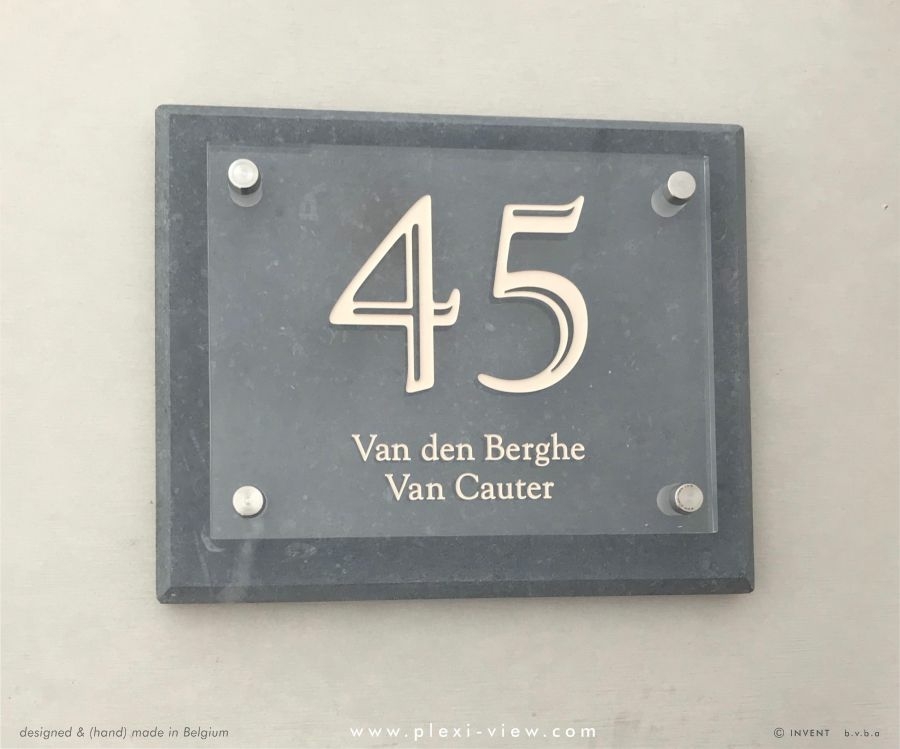 45
Van den Berghe
Van Cauter
designed & (hand) made in Belgium
www.plexi-view.com
© INVENT b.v.b.a